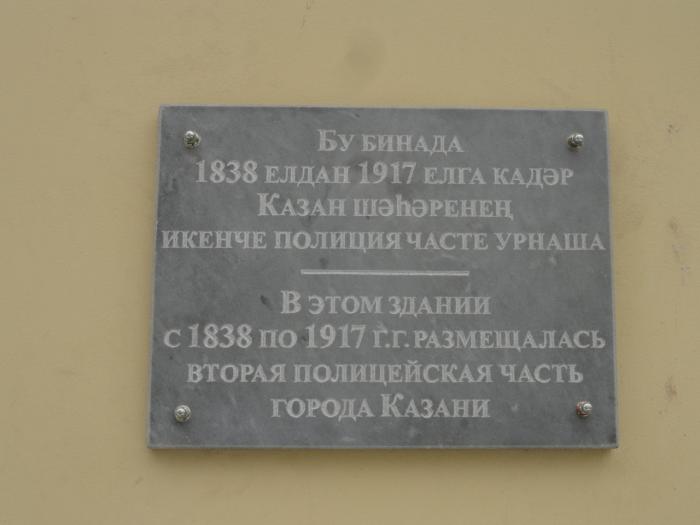 Бу бинада
1838 елдан 1917 елга кадәр
Казан шәһәренең
икенче полиция часте урнаша
В этом здании
с 1838 по 1917 г.г. размещалась
вторая полицейская часть
города Казани